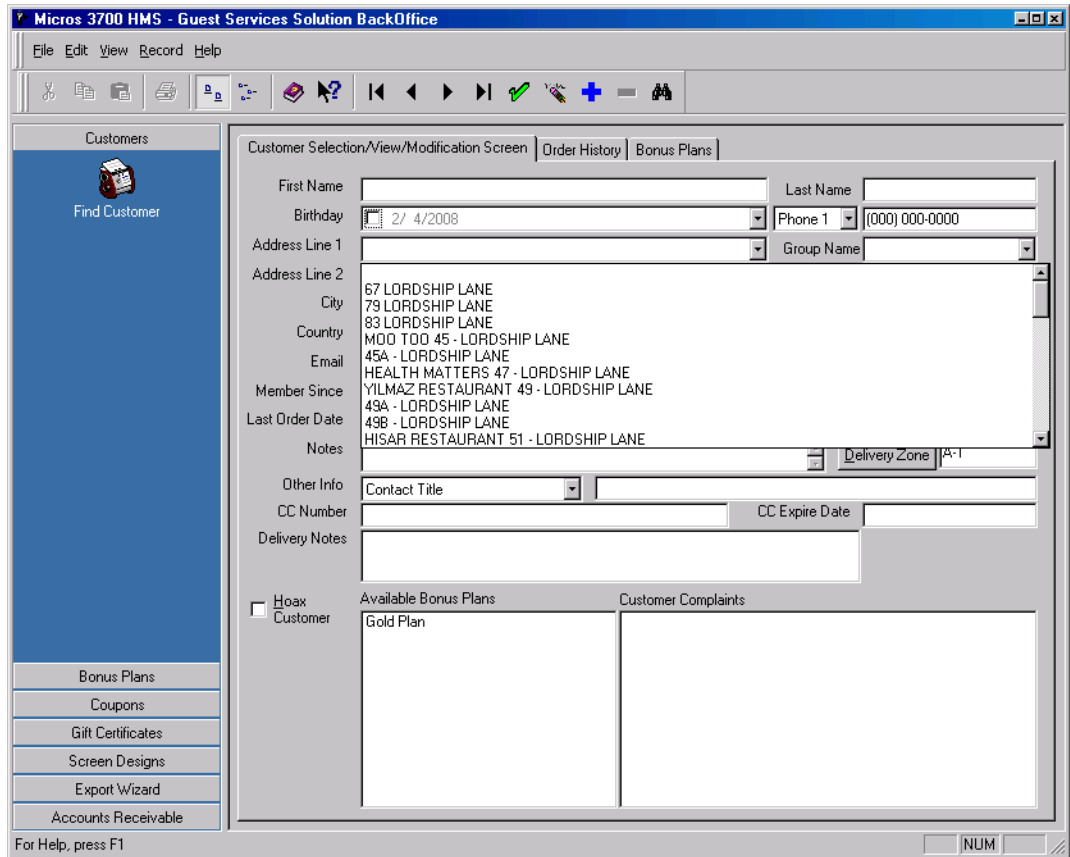 Micros 3700 HMS - Guest Services Solution BackOffice
File Edit View Record Help
Customers
Find Customer
Bonus Plans
Coupons
Gift Certificates
Screen Designs
Export Wizard
Accounts Receivable
Customer Selection/View/Modification Screen Order History Bonus Plans
First Name Last Name
Birthday 2/ 4/2008 Phone 1 (000) 000-0000
Address Line 1 Group Name
Address Line 2
City
Country
Email
Member Since
Last Order Date
67 LORDSHIP LANE
79 LORDSHIP LANE
83 LORDSHIP LANE
MOO TOO 45 - LORDSHIP LANE
45A - LORDSHIP LANE
HEALTH MATTERS 47 - LORDSHIP LANE
YILMAZ RESTAURANT 49 - LORDSHIP LANE
49A - LORDSHIP LANE
49B - LORDSHIP LANE
HISAR RESTAURANT 51 - LORDSHIP LANE
Notes Delivery Zone A-1
Other Info Contact Title
CC Number CC Expire Date
Delivery Notes
Hoax Customer
Available Bonus Plans Customer Complaints
Gold Plan
For Help, press F1 NUM